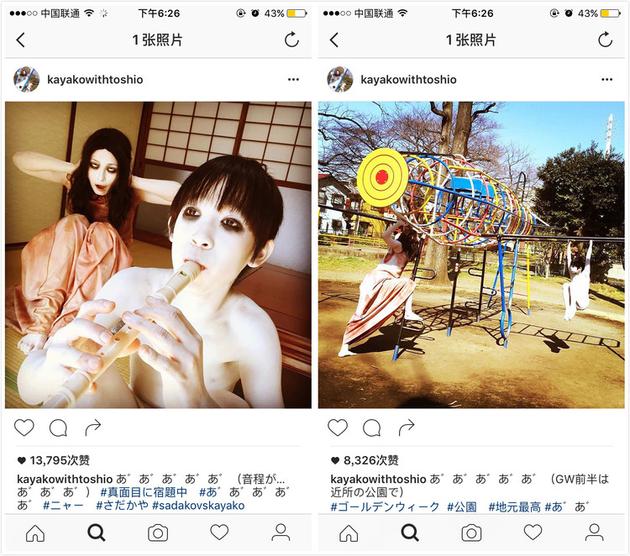 中国联通
下午6:26
43%
1张照片
kayakowithtoshio
13,795次赞
kayakowithtoshio あ゛あ゛あ゛あ゛あ゛（音程が…
あ゛あ゛あ゛） #真面目に宿題中 #あ゛あ゛あ゛あ゛
あ゛ #ニャー #さだかや #sadakovskayako
中国联通
下午6:26
43%
1张照片
kayakowithtoshio
8,326次赞
kayakowithtoshio あ゛あ゛あ゛あ゛あ゛（GW前半は
近所の公園で）
#ゴールデンウィーク #公園 #地元最高 #あ゛あ゛